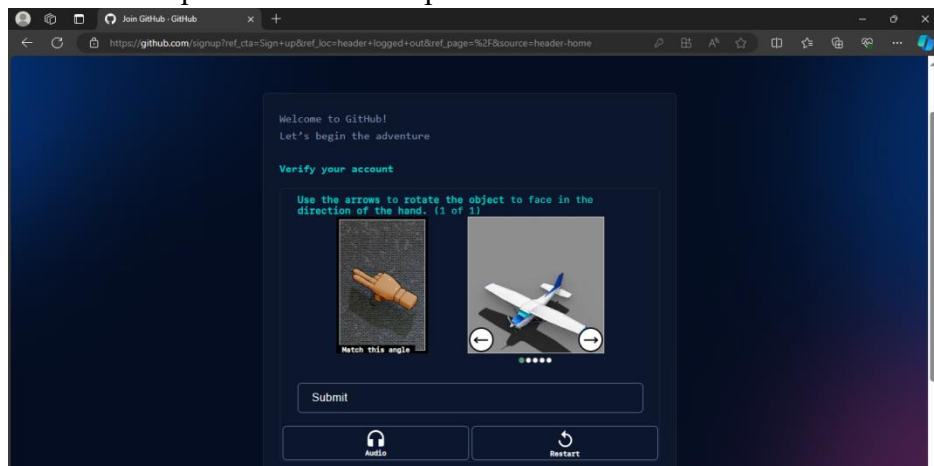 Join GitHub · GitHub
https://github.com/signup?ref_cta=Sign+up&ref_loc=header+logged+out&ref_page=%2F&source=header-home
Welcome to GitHub!
Let's begin the adventure
Verify your account
Use the arrows to rotate the object to face in the
direction of the hand. (1 of 1)
Match this angle
Submit
Audio
Restart